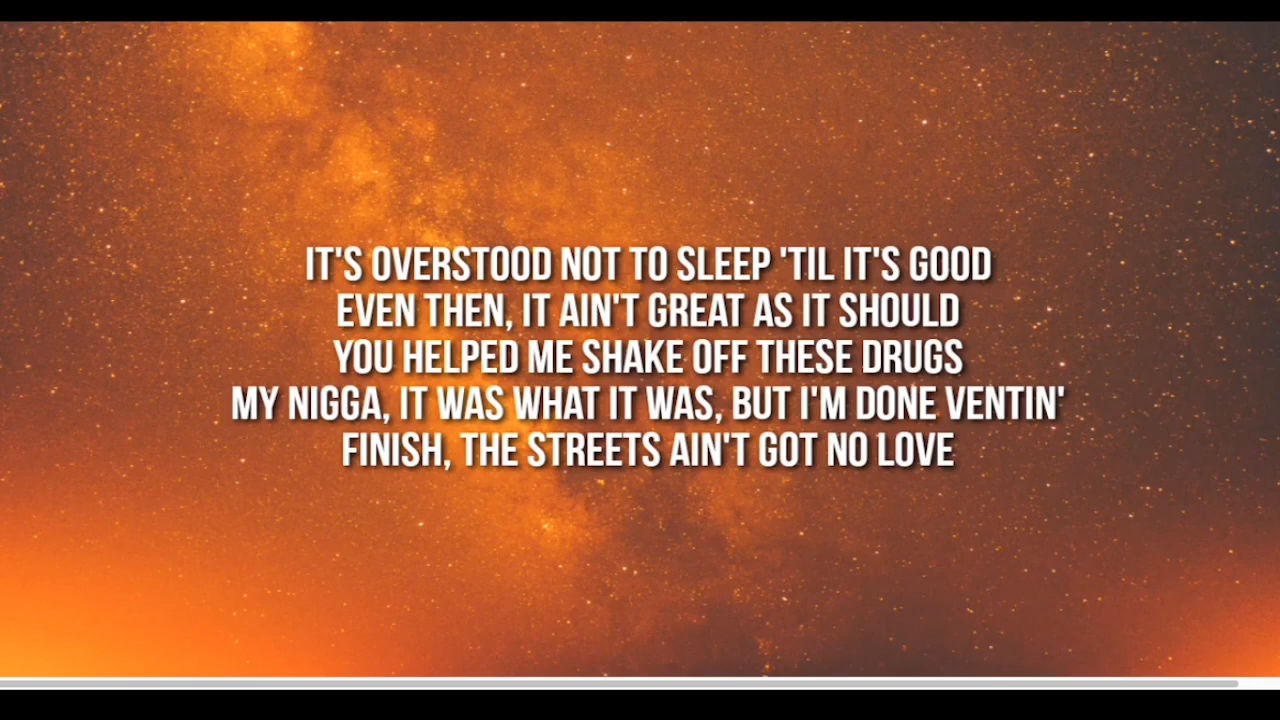 IT'S OVERSTOOD NOT TO SLEEP 'TIL IT'S GOOD
EVEN THEN, IT AIN'T GREAT AS IT SHOULD
YOU HELPED ME SHAKE OFF THESE DRUGS
MY NIGGA, IT WAS WHAT IT WAS, BUT I'M DONE VENTIN'
FINISH, THE STREETS AIN'T GOT NO LOVE